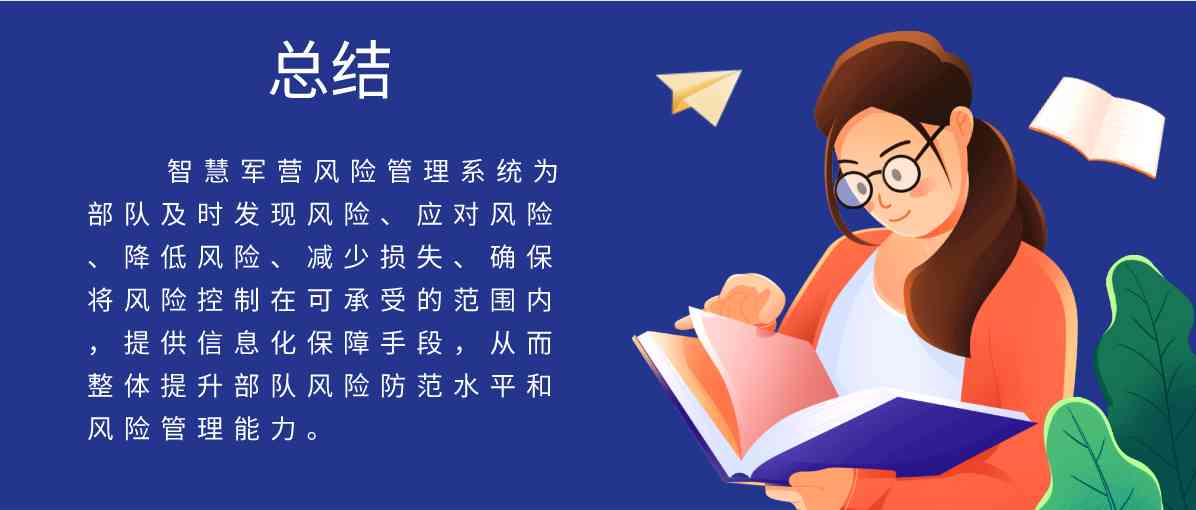 总结
智慧军营风险管理系统为
部队及时发现风险、应对风险
、降低风险、减少损失、确保
将风险控制在可承受的范围内
，提供信息化保障手段，从而
整体提升部队风险防范水平和
风险管理能力。